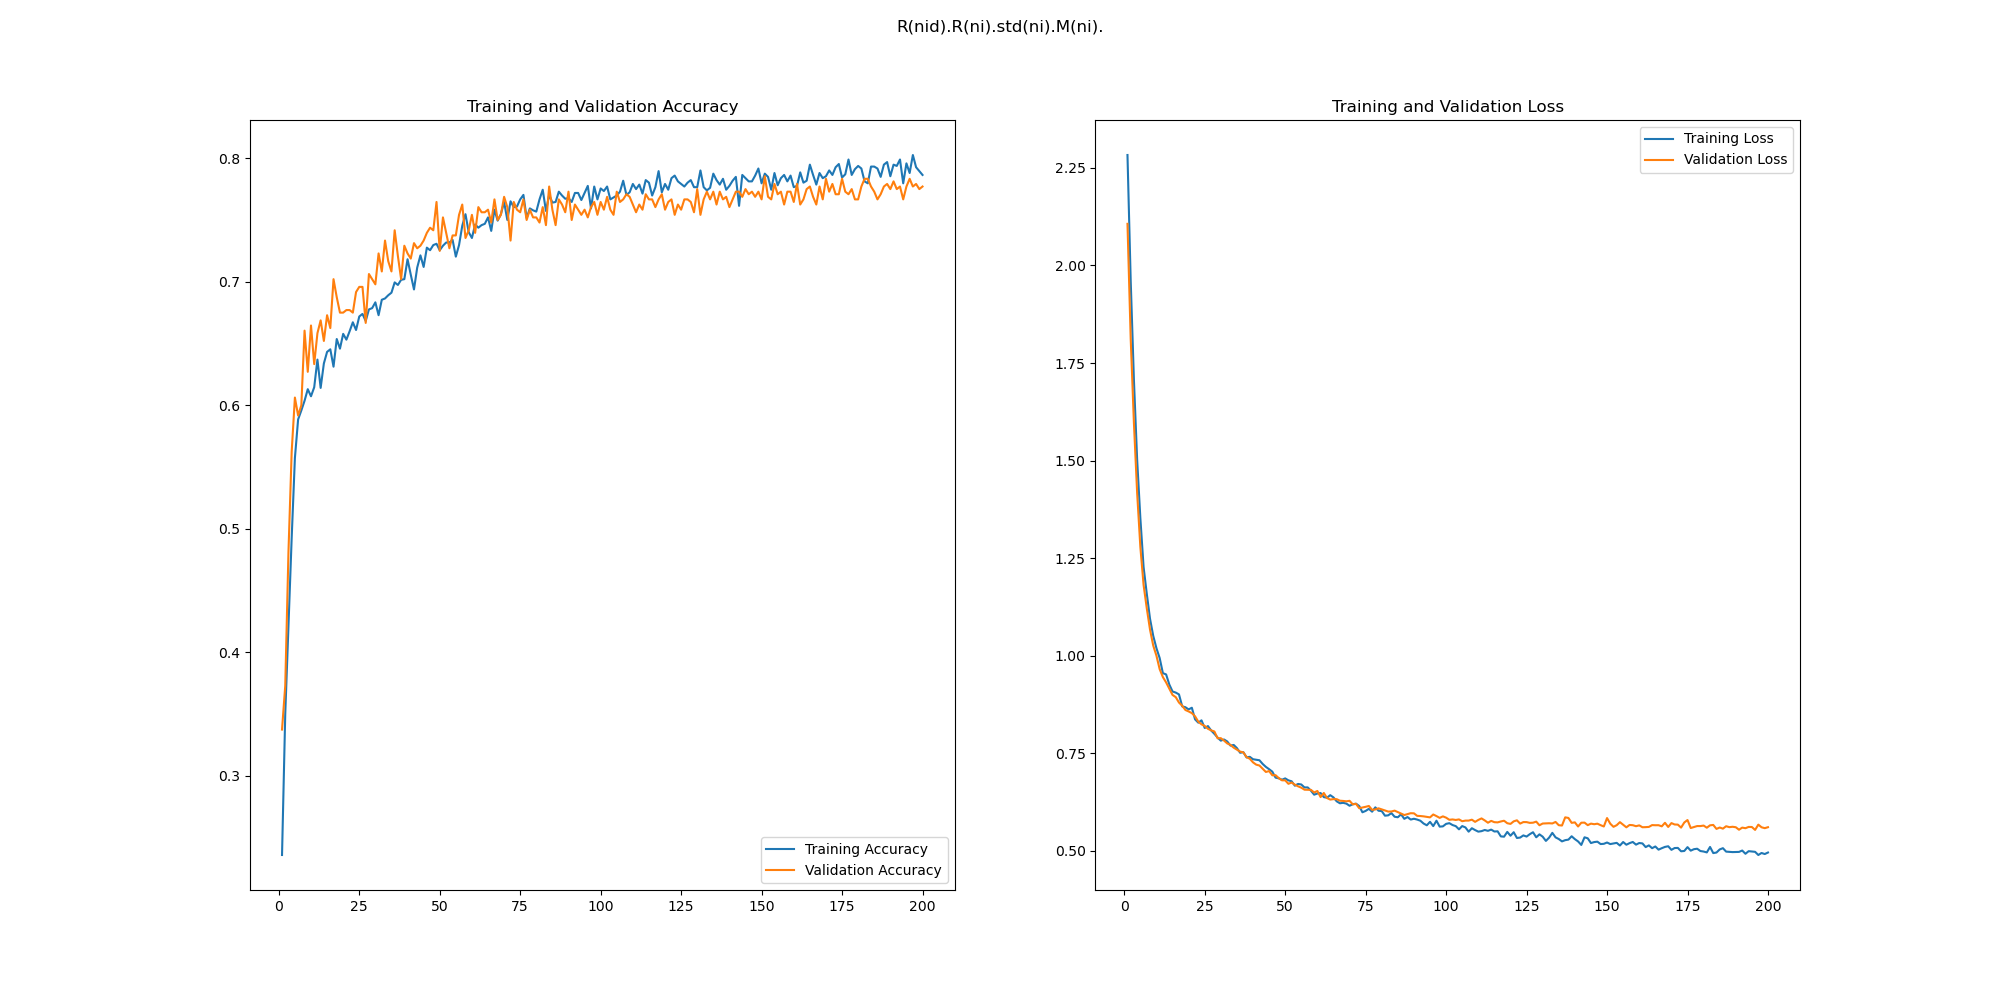 R(nid).R(ni).std(ni).M(ni).
Training and Validation Accuracy
0.8
0.7
0.6
0.5
0.4
0.3
0 25 50 75 100 125 150 175 200
Training Accuracy
Validation Accuracy
Training and Validation Loss
2.25
2.00
1.75
1.50
1.25
1.00
0.75
0.50
0 25 50 75 100 125 150 175 200
Training Loss
Validation Loss